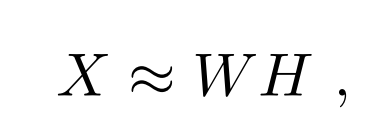 X ≈ WH ,